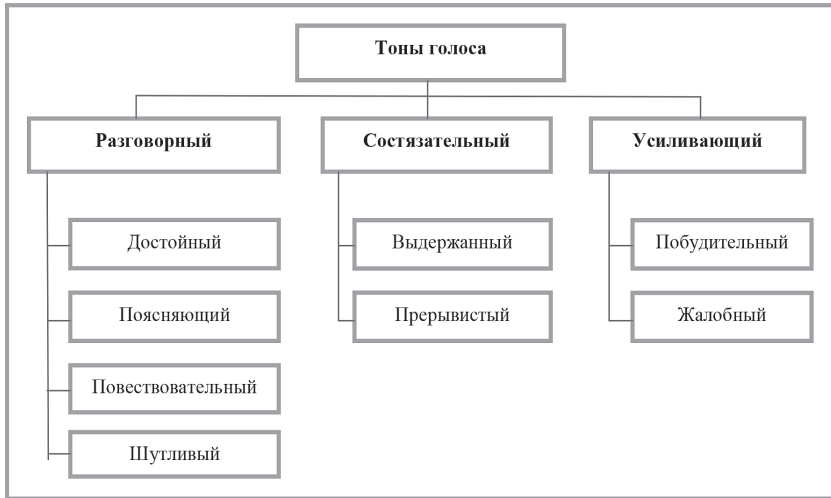 Тоны голоса
Разговорный
Состязательный
Усиливающий
Достойный
Выдержанный
Побудительный
Поясняющий
Прерывистый
Жалобный
Повествовательный
Шутливый